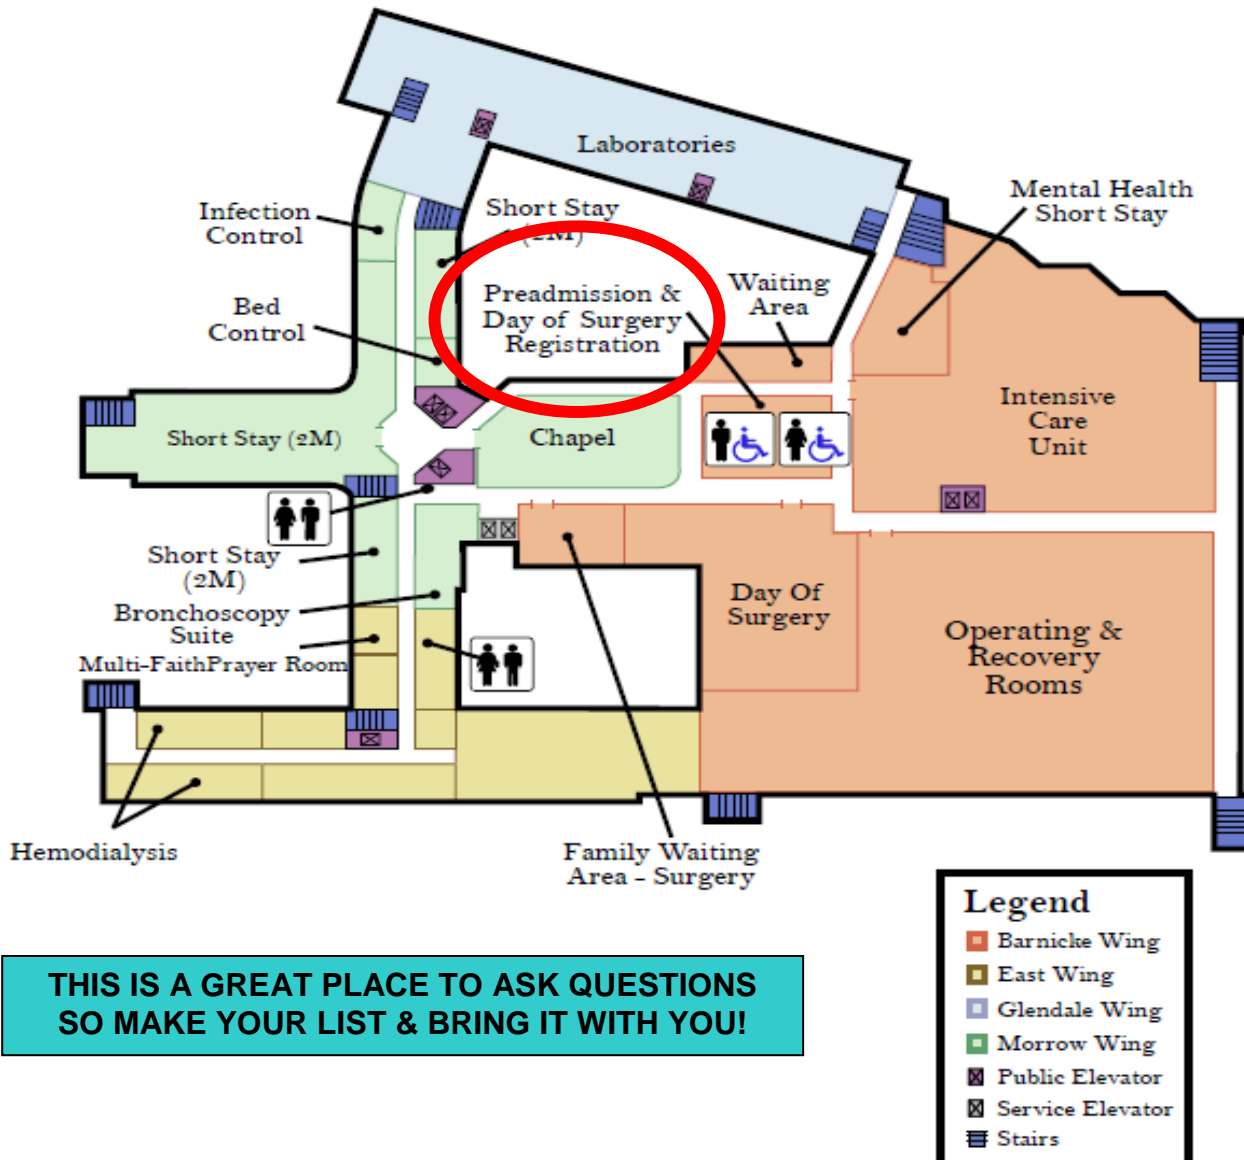 Laboratories
Mental Health
Short Stay
Infection
Control
Short Stay
(2M)
Preadmission &
Day of Surgery
Registration
Waiting
Area
Bed
Control
Intensive
Care
Unit
Short Stay (2M)
Chapel
Short Stay
(2M)
Bronchoscopy
Suite
Multi-FaithPrayer Room
Day Of
Surgery
Operating &
Recovery
Rooms
Hemodialysis
Family Waiting
Area - Surgery
THIS IS A GREAT PLACE TO ASK QUESTIONS
SO MAKE YOUR LIST & BRING IT WITH YOU!
Legend
Barnicke Wing
East Wing
Glendale Wing
Morrow Wing
Public Elevator
Service Elevator
Stairs